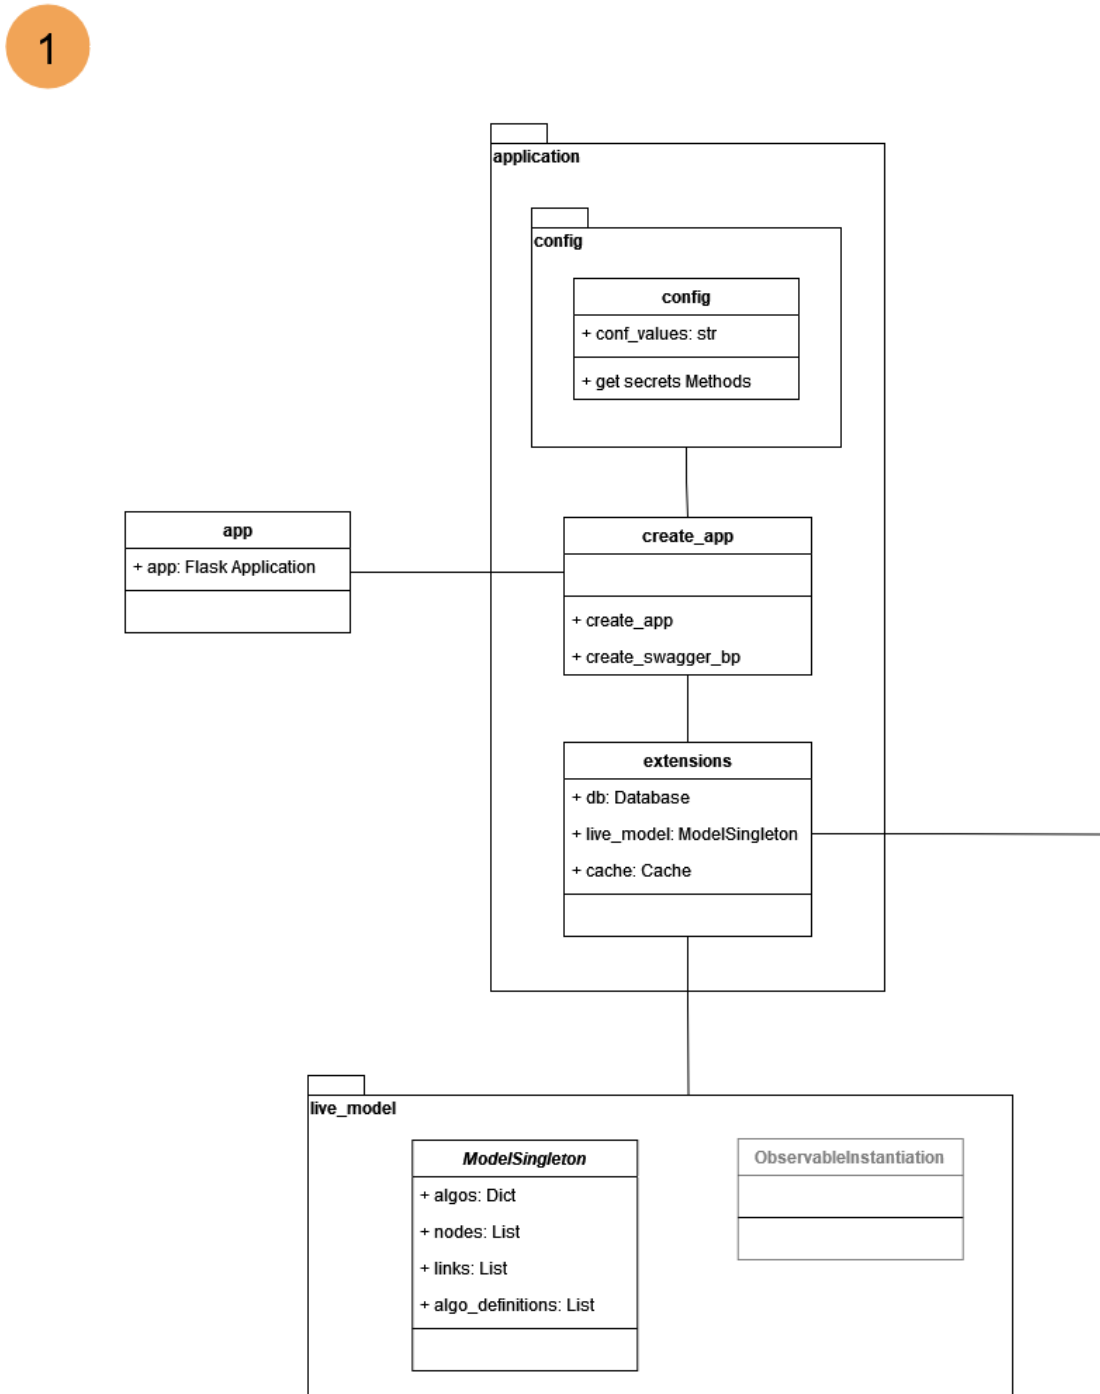 1
application
config
config
+ conf_values: str
+ get secrets Methods
app
+ app: Flask Application
create_app
+ create_app
+ create_swagger_bp
extensions
+ db: Database
+ live_model: ModelSingleton
+ cache: Cache
live_model
ModelSingleton
+ algos: Dict
+ nodes: List
+ links: List
+ algo_definitions: List
ObservableInstantiation